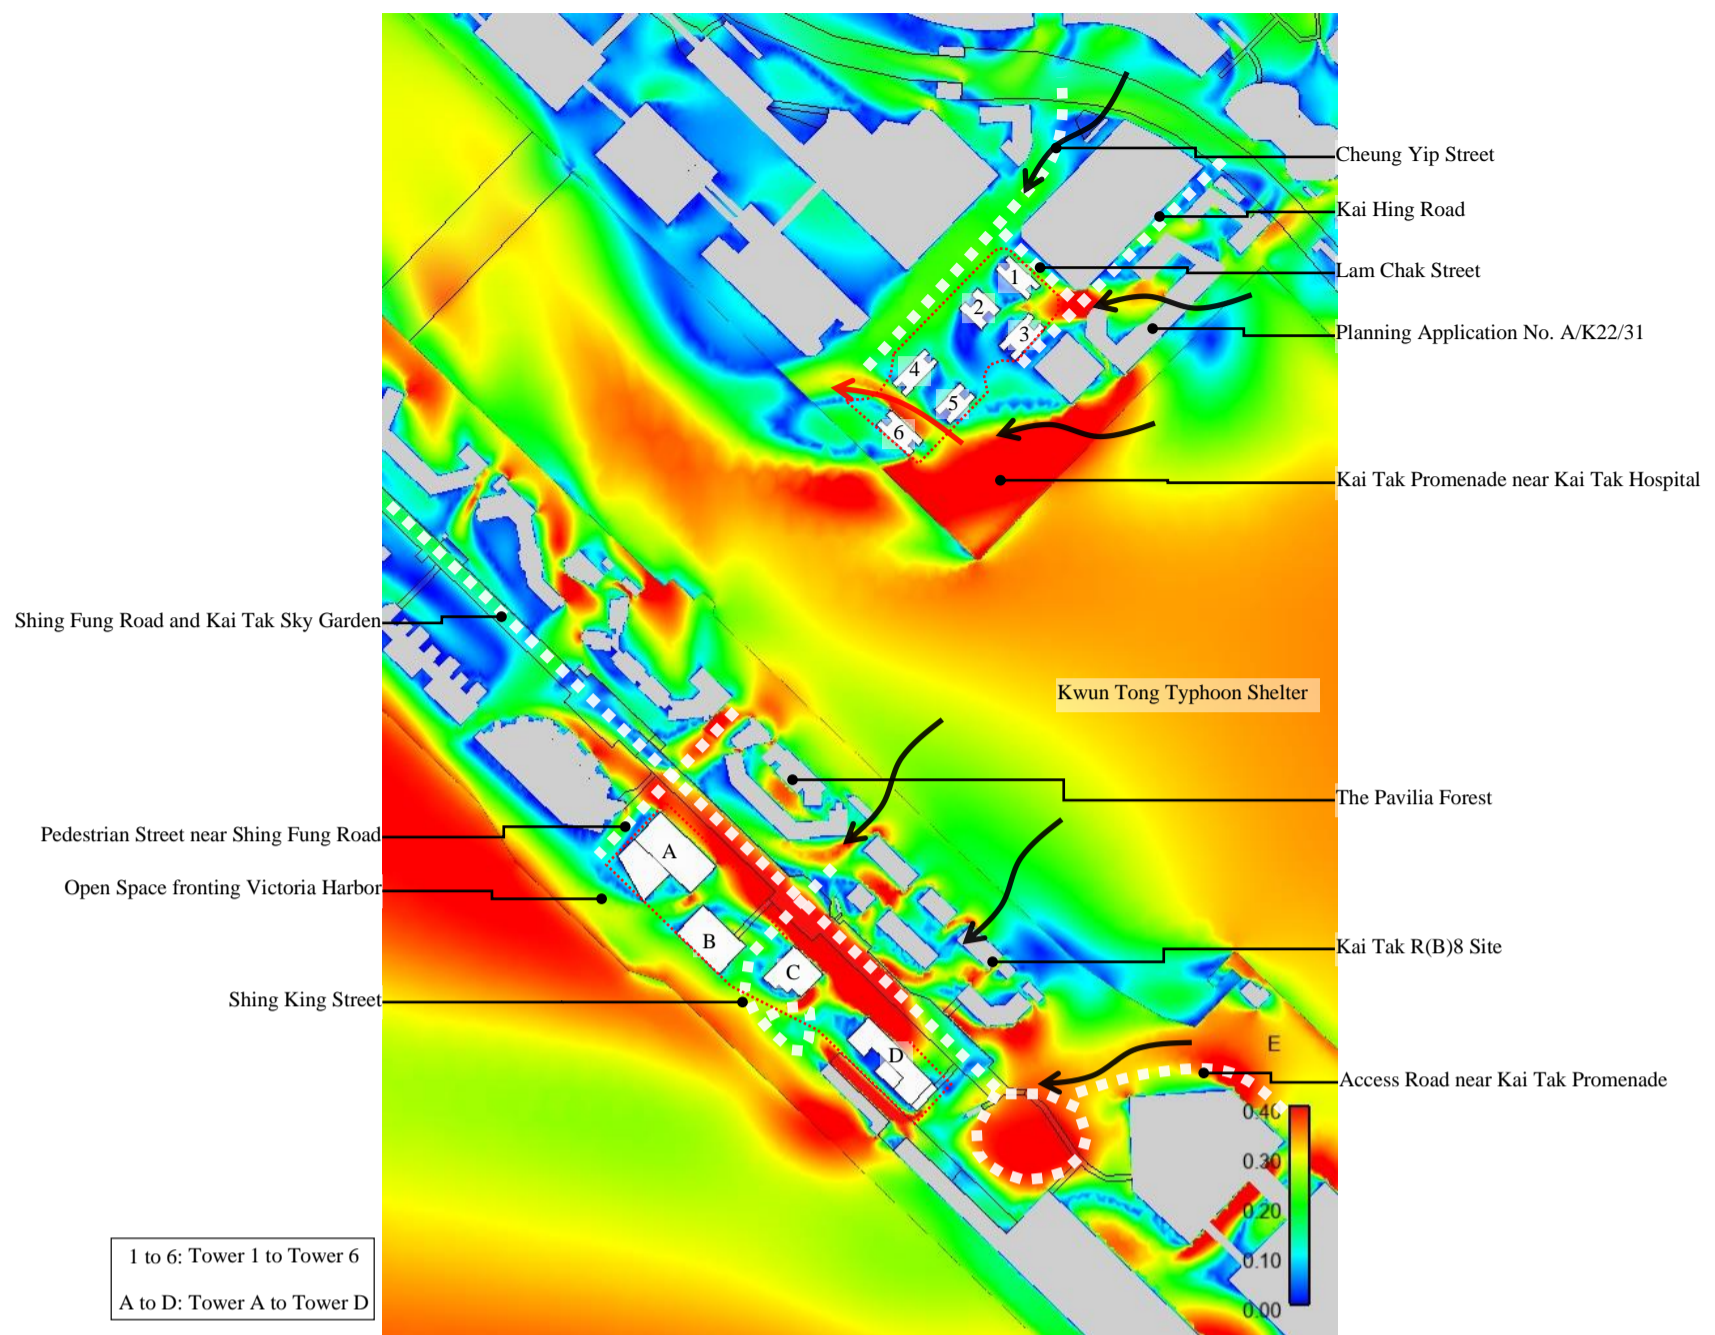 Cheung Yip Street
Kai Hing Road
1
Lam Chak Street
2
3
Planning Application No. A/K22/31
4
5
6
Kai Tak Promenade near Kai Tak Hospital
Shing Fung Road and Kai Tak Sky Garden
Kwun Tong Typhoon Shelter
The Pavilia Forest
Pedestrian Street near Shing Fung Road
A
Open Space fronting Victoria Harbor
B
Kai Tak R(B)8 Site
C
Shing King Street
D
E
Access Road near Kai Tak Promenade
0.40
0.30
0.20
0.10
0.00
1 to 6: Tower 1 to Tower 6
A to D: Tower A to Tower D